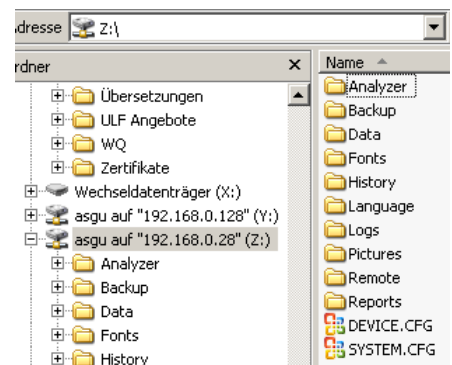 Adresse Z:\
rdner
Übersetzungen
ULF Angebote
WQ
Zertifikate
Wechseldatenträger (X:)
asgu auf "192.168.0.128" (Y:)
asgu auf "192.168.0.28" (Z:)
Analyzer
Backup
Data
Fonts
History
Name
Analyzer
Backup
Data
Fonts
History
Language
Logs
Pictures
Remote
Reports
DEVICE.CFG
SYSTEM.CFG